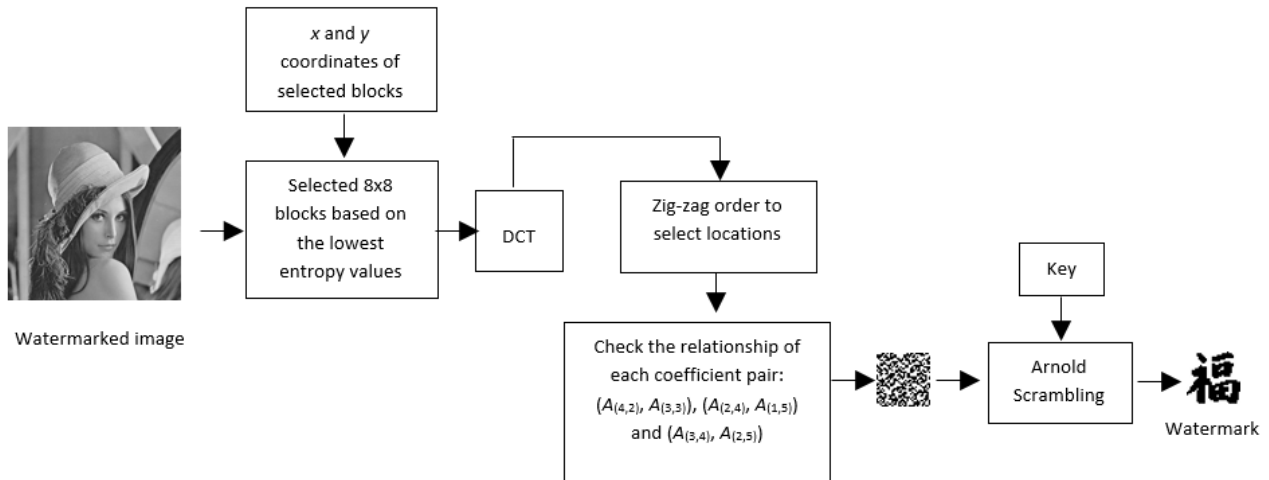 x and y
coordinates of
selected blocks
Watermarked image
Selected 8x8
blocks based on
the lowest
entropy values
DCT
Zig-zag order to
select locations
Check the relationship of
each coefficient pair:
(A(4,2), A(3,3)), (A(2,4), A(1,5))
and (A(3,4), A(2,5))
Key
Arnold
Scrambling
福
Watermark